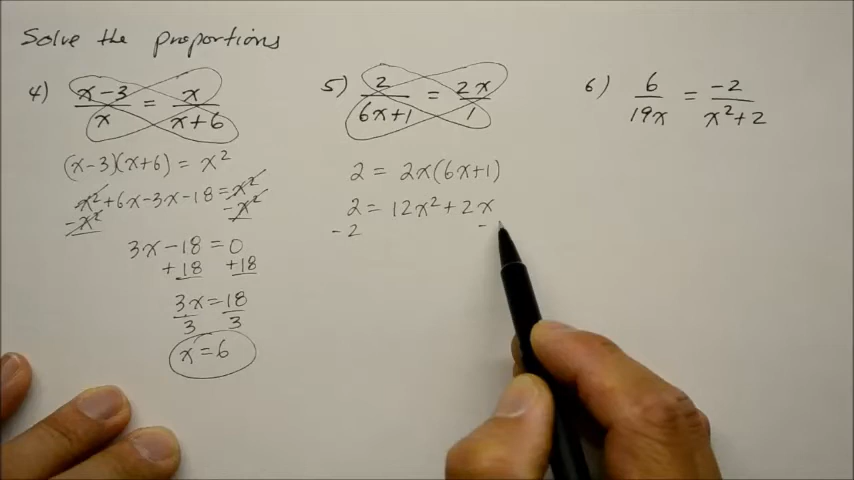 Solve the proportions
4) x-3/x = x/x+6
(x-3)(x+6) = x²
x²+6x-3x-18 = x²
-x² -x²
3x-18 = 0
+18 +18
3x = 18
3 3
x = 6
5) 2/6x+1 = 2x/1
2 = 2x(6x+1)
2 = 12x²+2x
-2 -
6) 6/19x = -2/x²+2